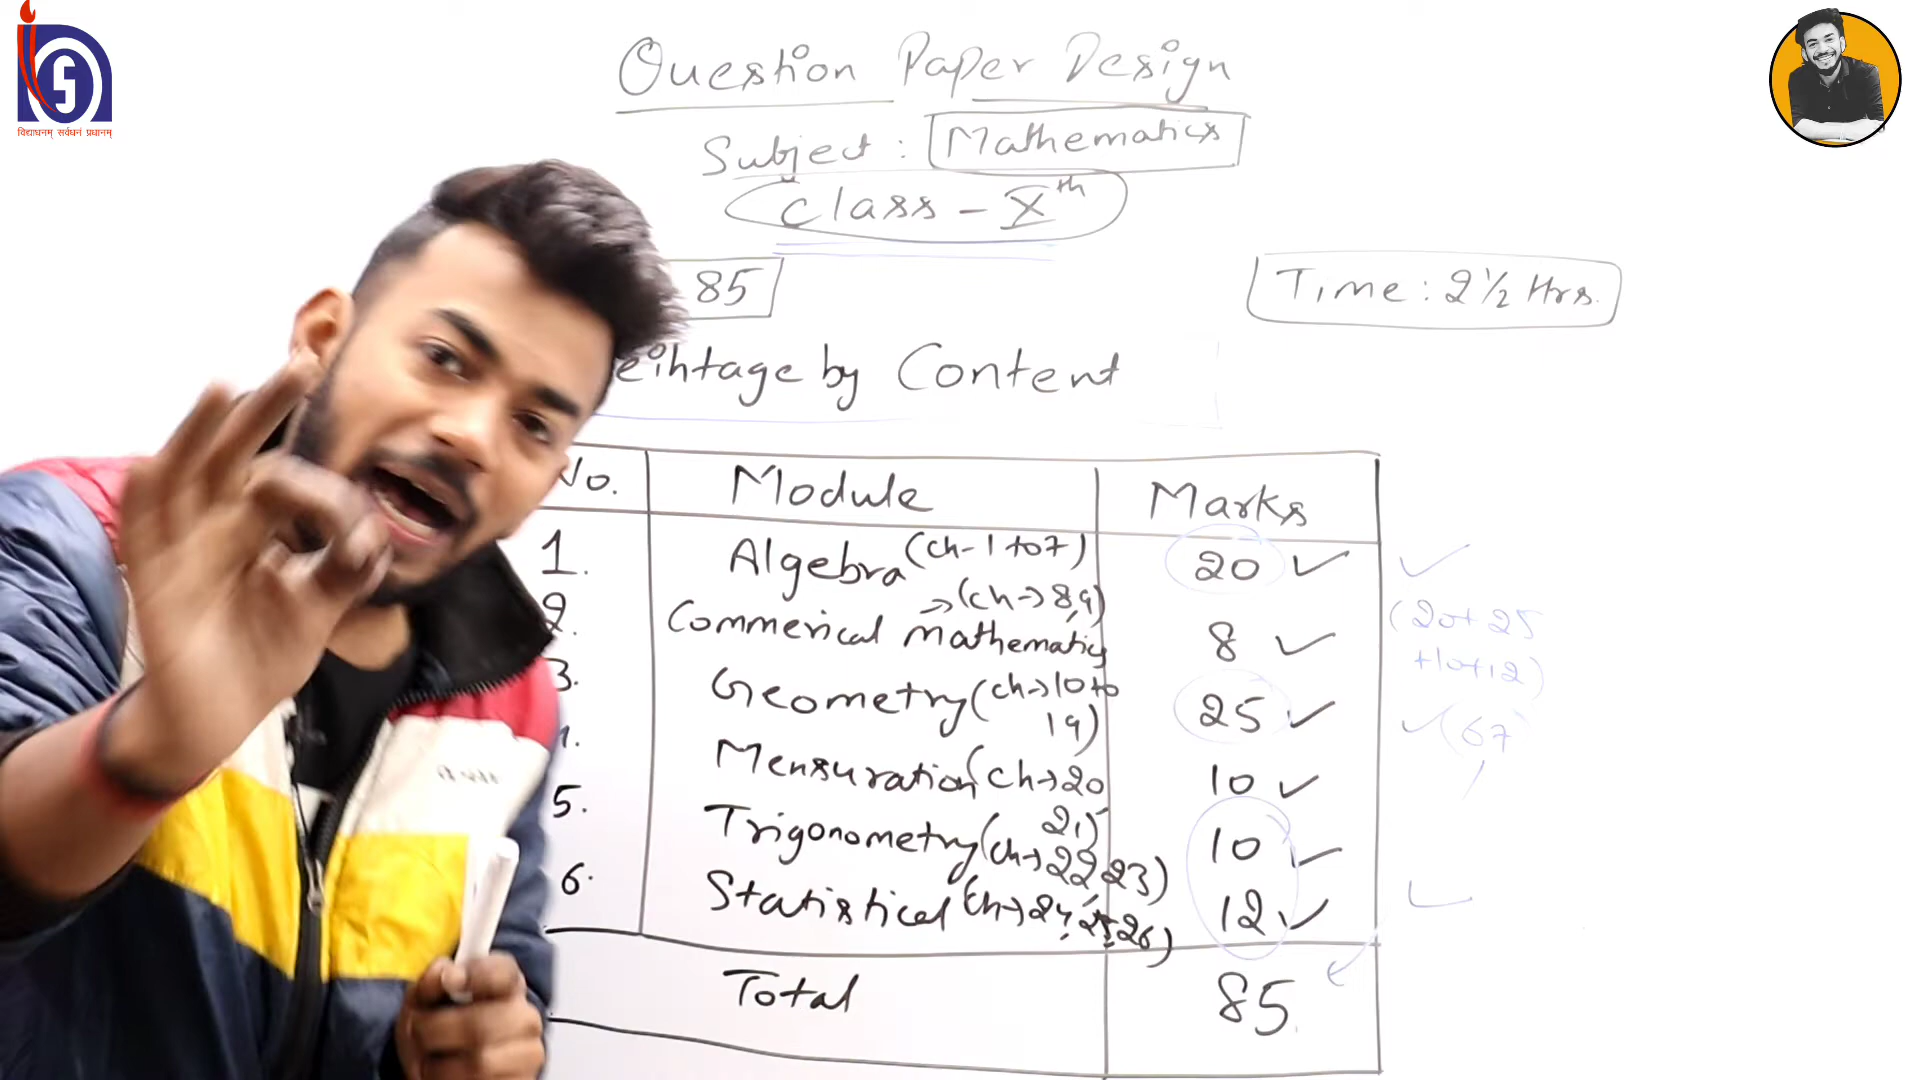 विद्याधनम् सर्वधनं प्रधानम्
Question Paper Design
Subject : Mathematics
Class - Xth
85
Time : 2½ Hrs.
eihtage by Content
No. Module Marks
1. Algebra (ch-1 to 7) 20
2. Commerical mathematics → (ch→8,9) 8
3. Geometry (ch→10 to 19) 25
Mensuration (ch→20, 21) 10
5. Trigonometry (ch→22,23) 10
6. Statistical (ch→24,25,26) 12
Total 85
(20+25
+10+12)
(67